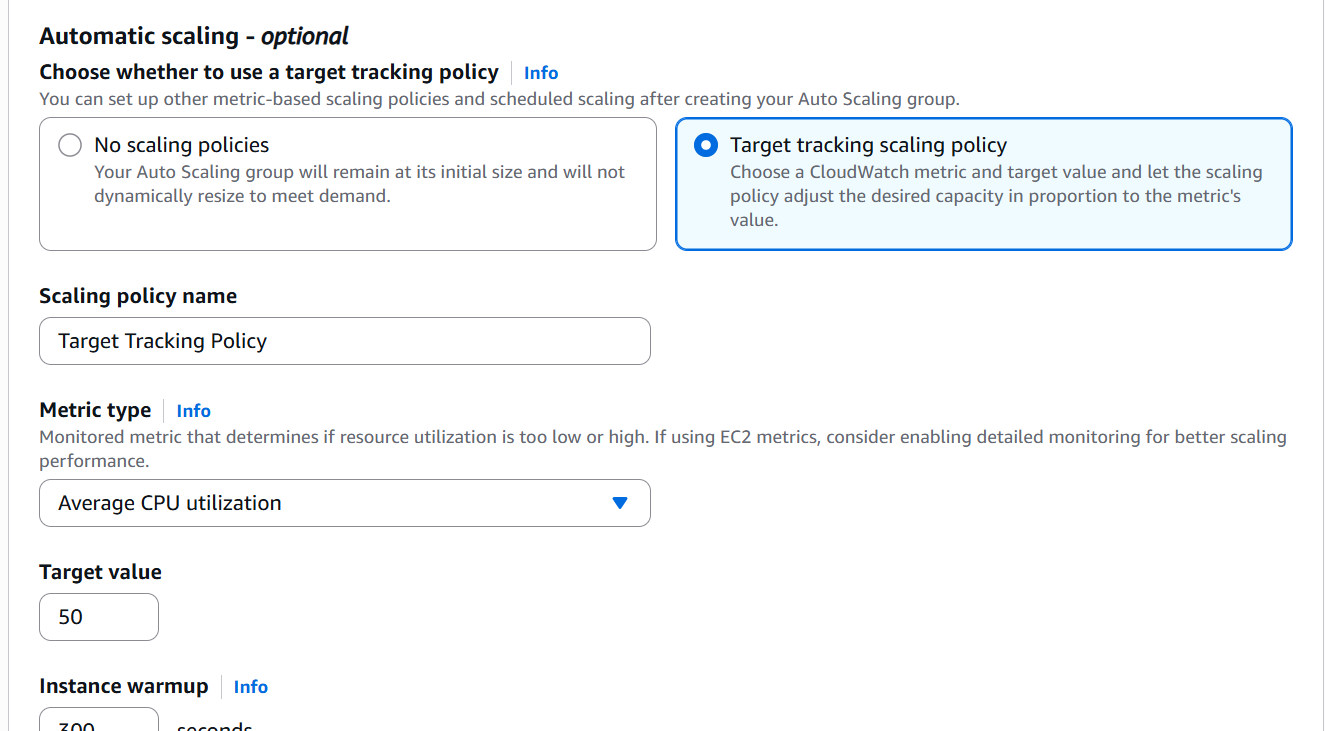 Automatic scaling - optional
Choose whether to use a target tracking policy Info
You can set up other metric-based scaling policies and scheduled scaling after creating your Auto Scaling group.
No scaling policies
Your Auto Scaling group will remain at its initial size and will not
dynamically resize to meet demand.
Target tracking scaling policy
Choose a CloudWatch metric and target value and let the scaling
policy adjust the desired capacity in proportion to the metric's
value.
Scaling policy name
Target Tracking Policy
Metric type Info
Monitored metric that determines if resource utilization is too low or high. If using EC2 metrics, consider enabling detailed monitoring for better scaling
performance.
Average CPU utilization
Target value
50
Instance warmup Info
300 seconds